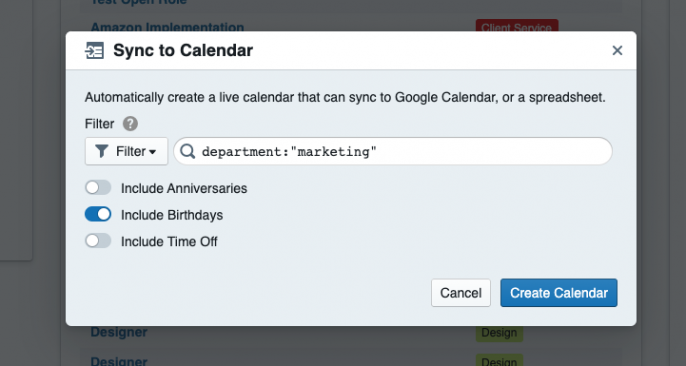 Test Open Role
Amazon Implementation
Client Service
Sync to Calendar
Automatically create a live calendar that can sync to Google Calendar, or a spreadsheet.
Filter ?
Filter
department:"marketing"
Include Anniversaries
Include Birthdays
Include Time Off
Cancel
Create Calendar
Designer
Design
Designer
Design